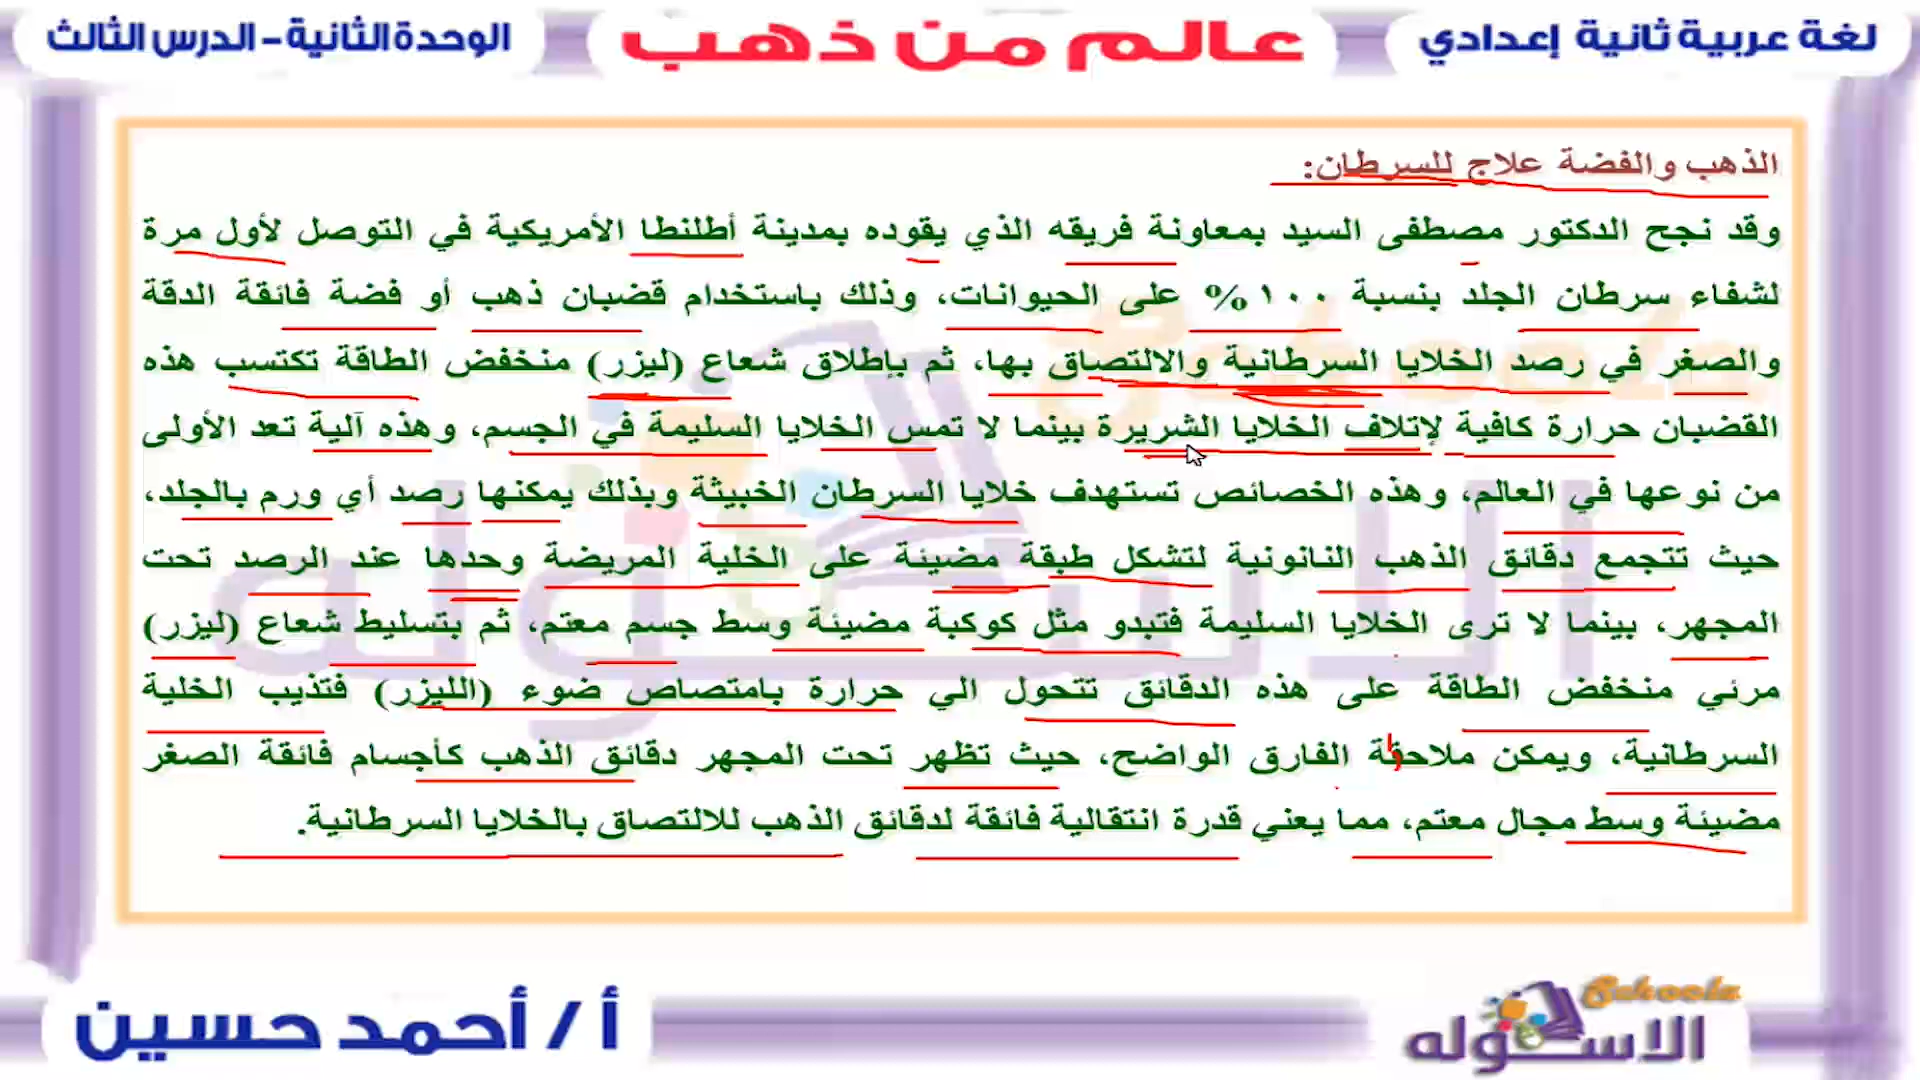 لغة عربية ثانية إعدادي
عالم من ذهب
الوحدة الثانية - الدرس الثالث
الذهب والفضة علاج للسرطان:
وقد نجح الدكتور مصطفى السيد بمعاونة فريقه الذي يقوده بمدينة أطلنطا الأمريكية في التوصل لأول مرة
لشفاء سرطان الجلد بنسبة ١٠٠% على الحيوانات، وذلك باستخدام قضبان ذهب أو فضة فائقة الدقة
والصغر في رصد الخلايا السرطانية والالتصاق بها، ثم بإطلاق شعاع (ليزر) منخفض الطاقة تكتسب هذه
القضبان حرارة كافية لإتلاف الخلايا الشريرة بينما لا تمس الخلايا السليمة في الجسم، وهذه آلية تعد الأولى
من نوعها في العالم، وهذه الخصائص تستهدف خلايا السرطان الخبيثة وبذلك يمكنها رصد أي ورم بالجلد،
حيث تتجمع دقائق الذهب النانونية لتشكل طبقة مضيئة على الخلية المريضة وحدها عند الرصد تحت
المجهر، بينما لا ترى الخلايا السليمة فتبدو مثل كوكبة مضيئة وسط جسم معتم، ثم بتسليط شعاع (ليزر)
مرئي منخفض الطاقة على هذه الدقائق تتحول الي حرارة بامتصاص ضوء (الليزر) فتذيب الخلية
السرطانية، ويمكن ملاحقة الفارق الواضح، حيث تظهر تحت المجهر دقائق الذهب كأجسام فائقة الصغر
مضيئة وسط مجال معتم، مما يعني قدرة انتقالية فائقة لدقائق الذهب للالتصاق بالخلايا السرطانية.
أ / أحمد حسين
Eskoola
الاسكوله